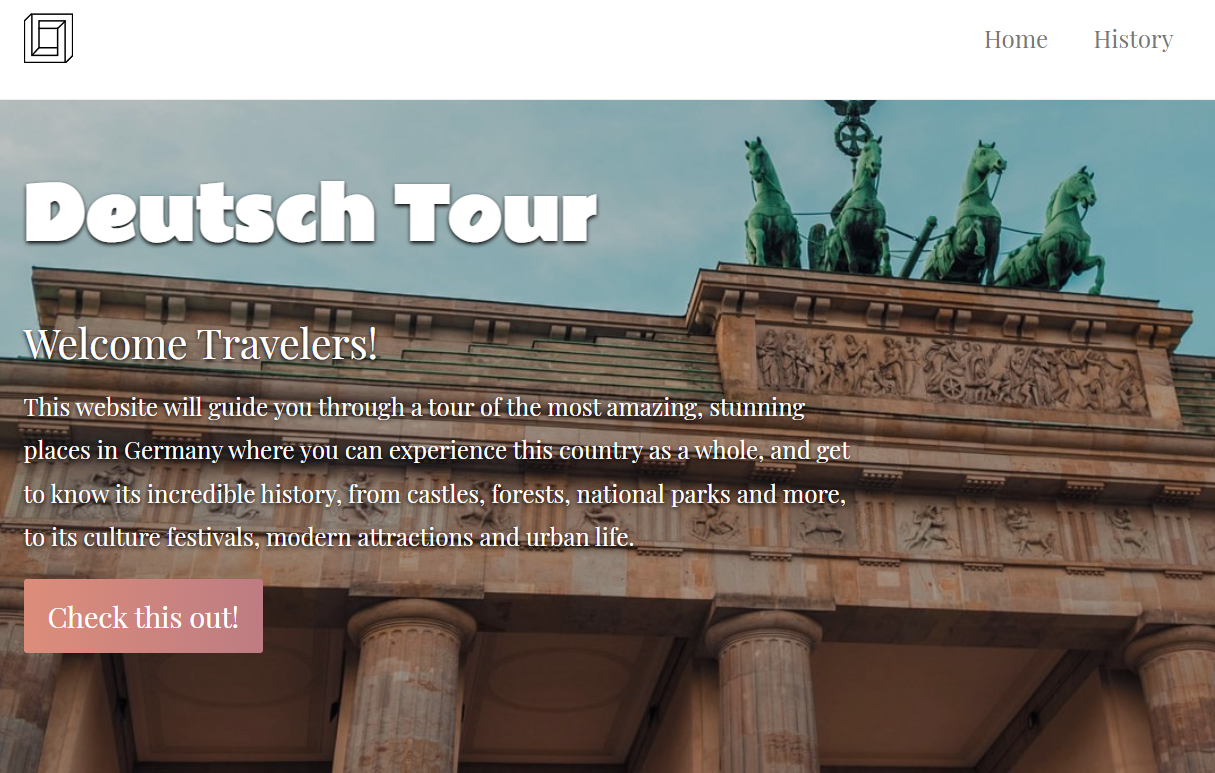 Home History
Deutsch Tour
Welcome Travelers!
This website will guide you through a tour of the most amazing, stunning
places in Germany where you can experience this country as a whole, and get
to know its incredible history, from castles, forests, national parks and more,
to its culture festivals, modern attractions and urban life.
Check this out!